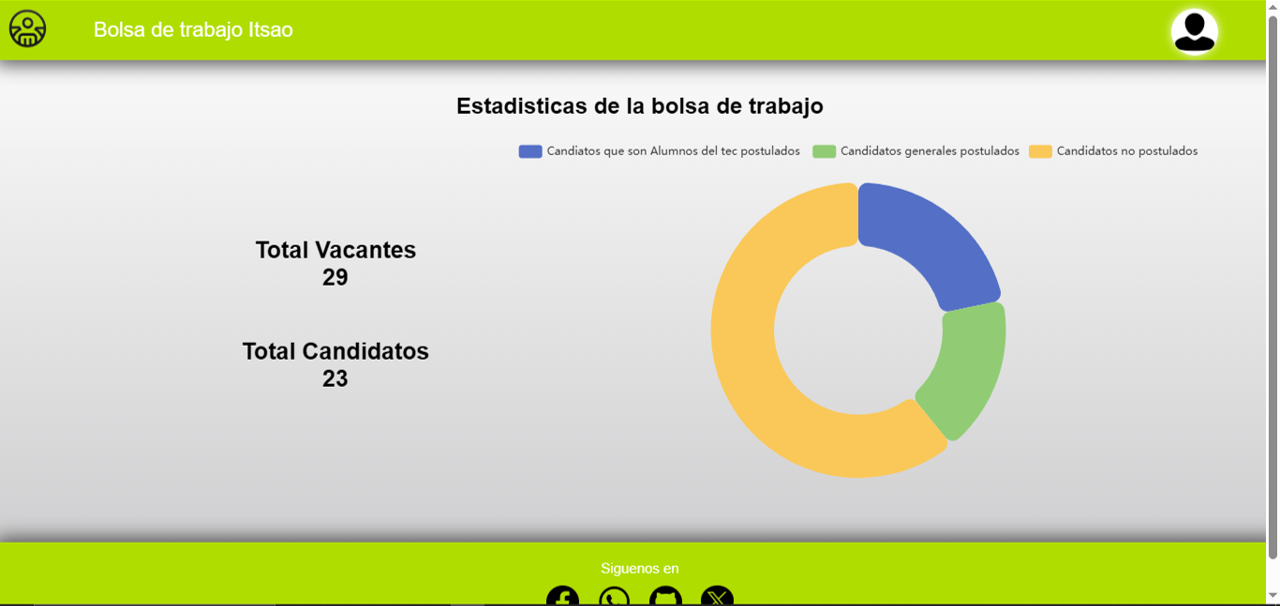 Bolsa de trabajo Itsao
Estadisticas de la bolsa de trabajo
Candiatos que son Alumnos del tec postulados
Candidatos generales postulados
Candidatos no postulados
Total Vacantes
29
Total Candidatos
23
Siguenos en